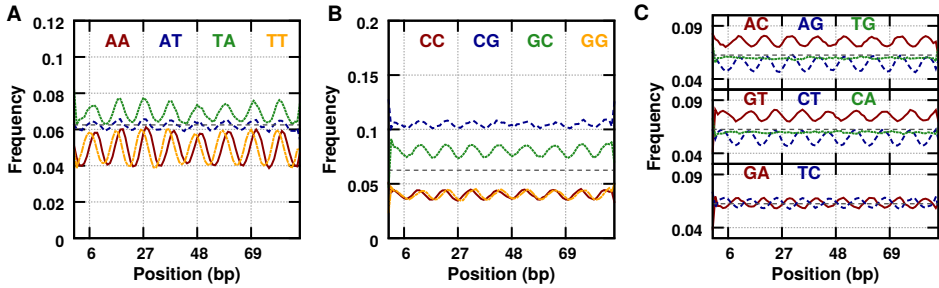 A
0.12
0.1
0.08
0.06
0.04
0.02
0
Frequency
AA AT TA TT
6 27 48 69
Position (bp)
B
0.2
0.15
0.1
0.05
0
Frequency
CC CG GC GG
6 27 48 69
Position (bp)
C
Frequency
0.09
0.04
AC AG TG
0.09
0.04
GT CT CA
0.09
0.04
GA TC
6 27 48 69
Position (bp)